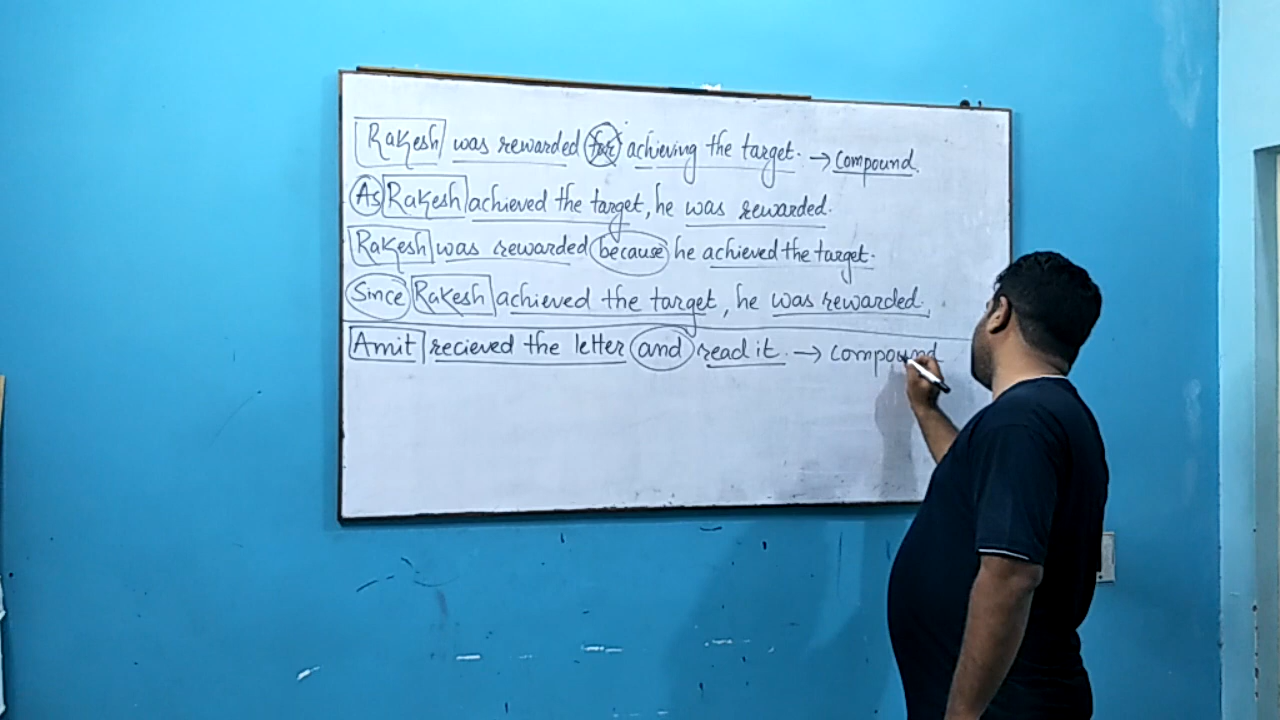 Rakesh was rewarded for achieving the target. → Compound.
As Rakesh achieved the target, he was rewarded.
Rakesh was rewarded because he achieved the target.
Since Rakesh achieved the target, he was rewarded.
Amit recieved the letter and read it. → Compound